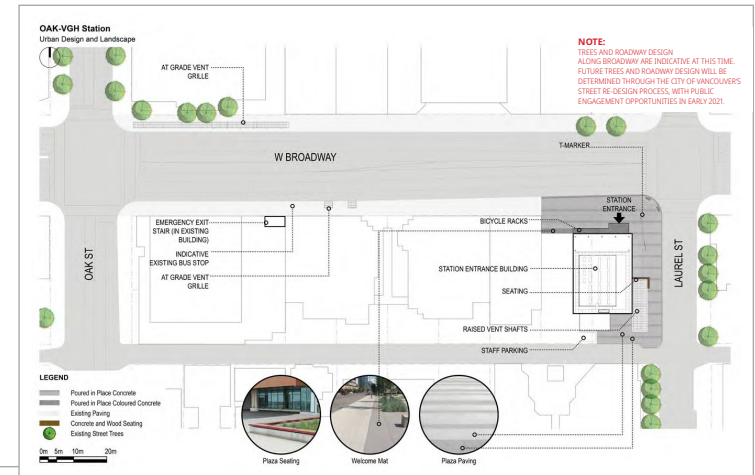 OAK-VGH Station
Urban Design and Landscape
NOTE:
TREES AND ROADWAY DESIGN
ALONG BROADWAY ARE INDICATIVE AT THIS TIME.
FUTURE TREES AND ROADWAY DESIGN WILL BE
DETERMINED THROUGH THE CITY OF VANCOUVER'S
STREET RE-DESIGN PROCESS, WITH PUBLIC
ENGAGEMENT OPPORTUNITIES IN EARLY 2021.
AT GRADE VENT
GRILLE
W BROADWAY
T-MARKER
STATION
ENTRANCE
BICYCLE RACKS
EMERGENCY EXIT
STAIR (IN EXISTING
BUILDING)
INDICATIVE
EXISTING BUS STOP
AT GRADE VENT
GRILLE
OAK ST
LAUREL ST
STATION ENTRANCE BUILDING
SEATING
RAISED VENT SHAFTS
STAFF PARKING
LEGEND
Poured in Place Concrete
Poured in Place Coloured Concrete
Existing Paving
Concrete and Wood Seating
Existing Street Trees
0m 5m 10m 20m
Plaza Seating
Welcome Mat
Plaza Paving